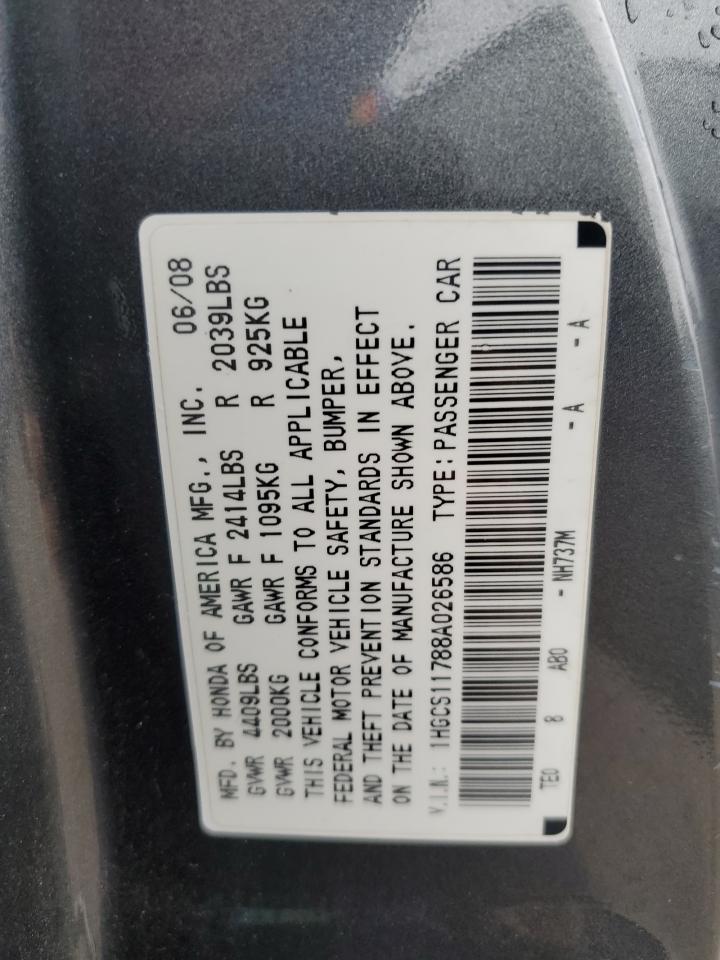 MFD. BY HONDA OF AMERICA MFG., INC. 06/08
GVWR 4409LBS GAWR F 2414LBS R 2039LBS
GVWR 2000KG GAWR F 1095KG R 925KG
THIS VEHICLE CONFORMS TO ALL APPLICABLE
FEDERAL MOTOR VEHICLE SAFETY, BUMPER,
AND THEFT PREVENTION STANDARDS IN EFFECT
ON THE DATE OF MANUFACTURE SHOWN ABOVE.
V.I.N.: 1HGCS11788A026586 TYPE: PASSENGER CAR
TE0 8 AB0 - NH737M - A - A